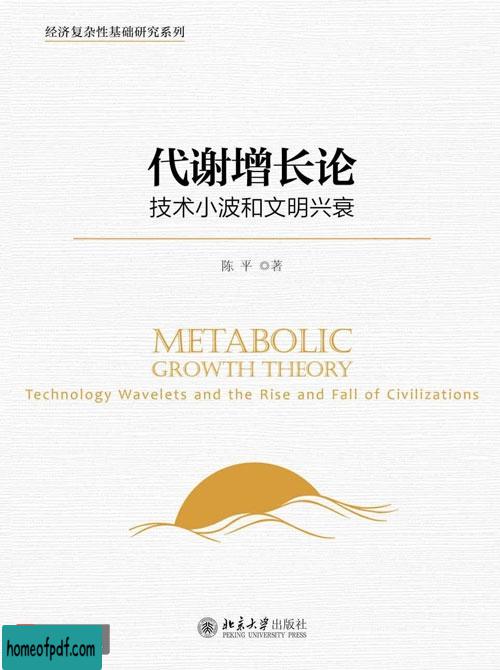 经济复杂性基础研究系列
代谢增长论
技术小波和文明兴衰
陈 平 ◎著
METABOLIC
GROWTH THEORY
Technology Wavelets and the Rise and Fall of Civilizations
北京大学出版社
PEKING UNIVERSITY PRESS
homeofpdf.com